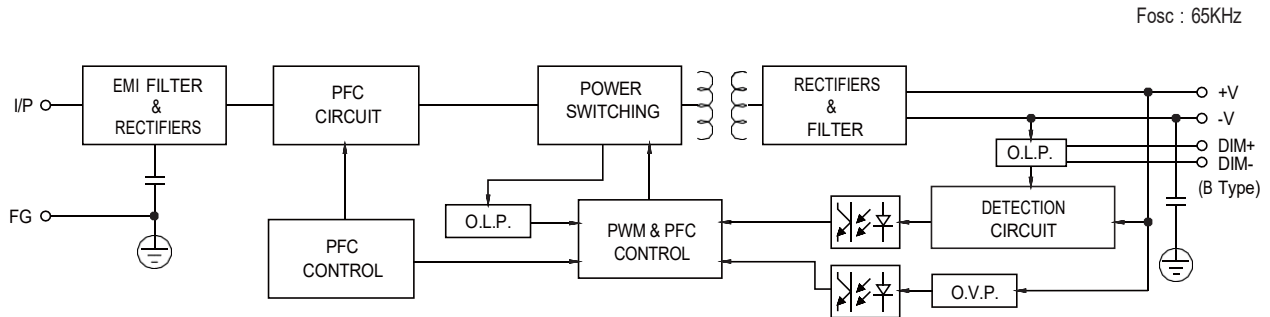 Fosc : 65KHz
I/P
EMI FILTER
&
RECTIFIERS
PFC
CIRCUIT
POWER
SWITCHING
RECTIFIERS
&
FILTER
+V
-V
DIM+
DIM-
(B Type)
O.L.P.
FG
O.L.P.
PFC
CONTROL
PWM & PFC
CONTROL
DETECTION
CIRCUIT
O.V.P.